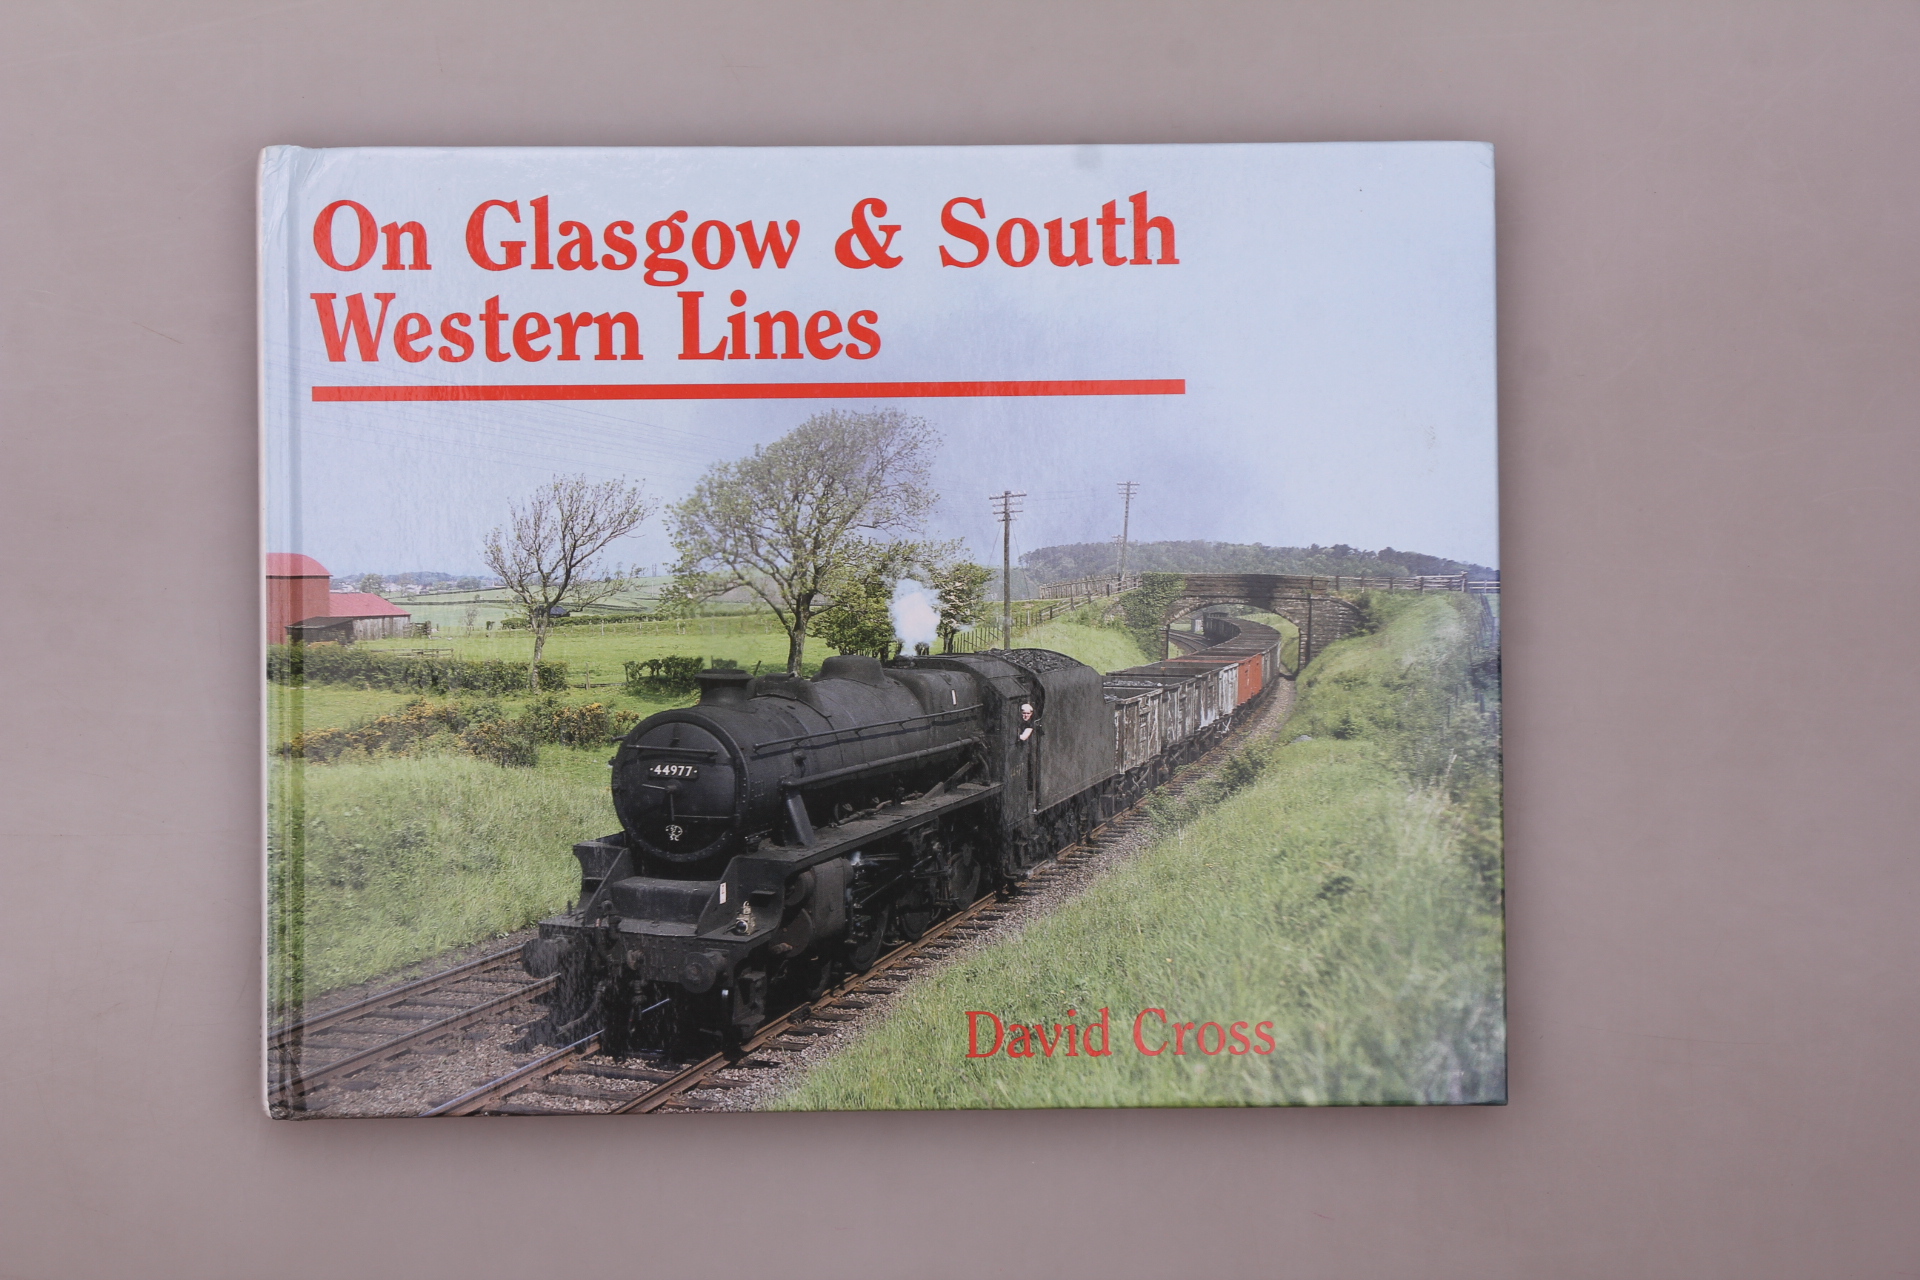 On Glasgow & South
Western Lines
44977
David Cross